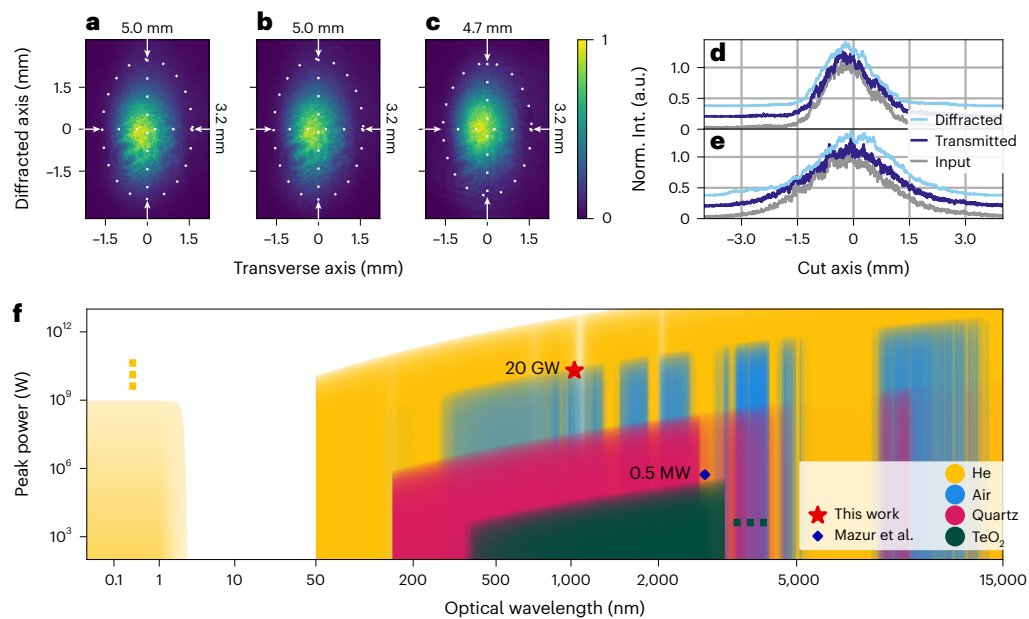 a b c
5.0 mm 5.0 mm 4.7 mm
Diffracted axis (mm)
1.5
0
−1.5
3.2 mm
3.2 mm
3.2 mm
−1.5 0 1.5 −1.5 0 1.5 −1.5 0 1.5
Transverse axis (mm)
1
0
Norm. Int. (a.u.)
d
1.0
0.5
0
Diffracted
Transmitted
Input
e
1.0
0.5
0
−3.0 −1.5 0 1.5 3.0
Cut axis (mm)
f
Peak power (W)
10¹²
10⁹
10⁶
10³
20 GW
0.5 MW
This work
Mazur et al.
He
Air
Quartz
TeO₂
0.1 1 10 50 200 500 1,000 2,000 5,000 15,000
Optical wavelength (nm)